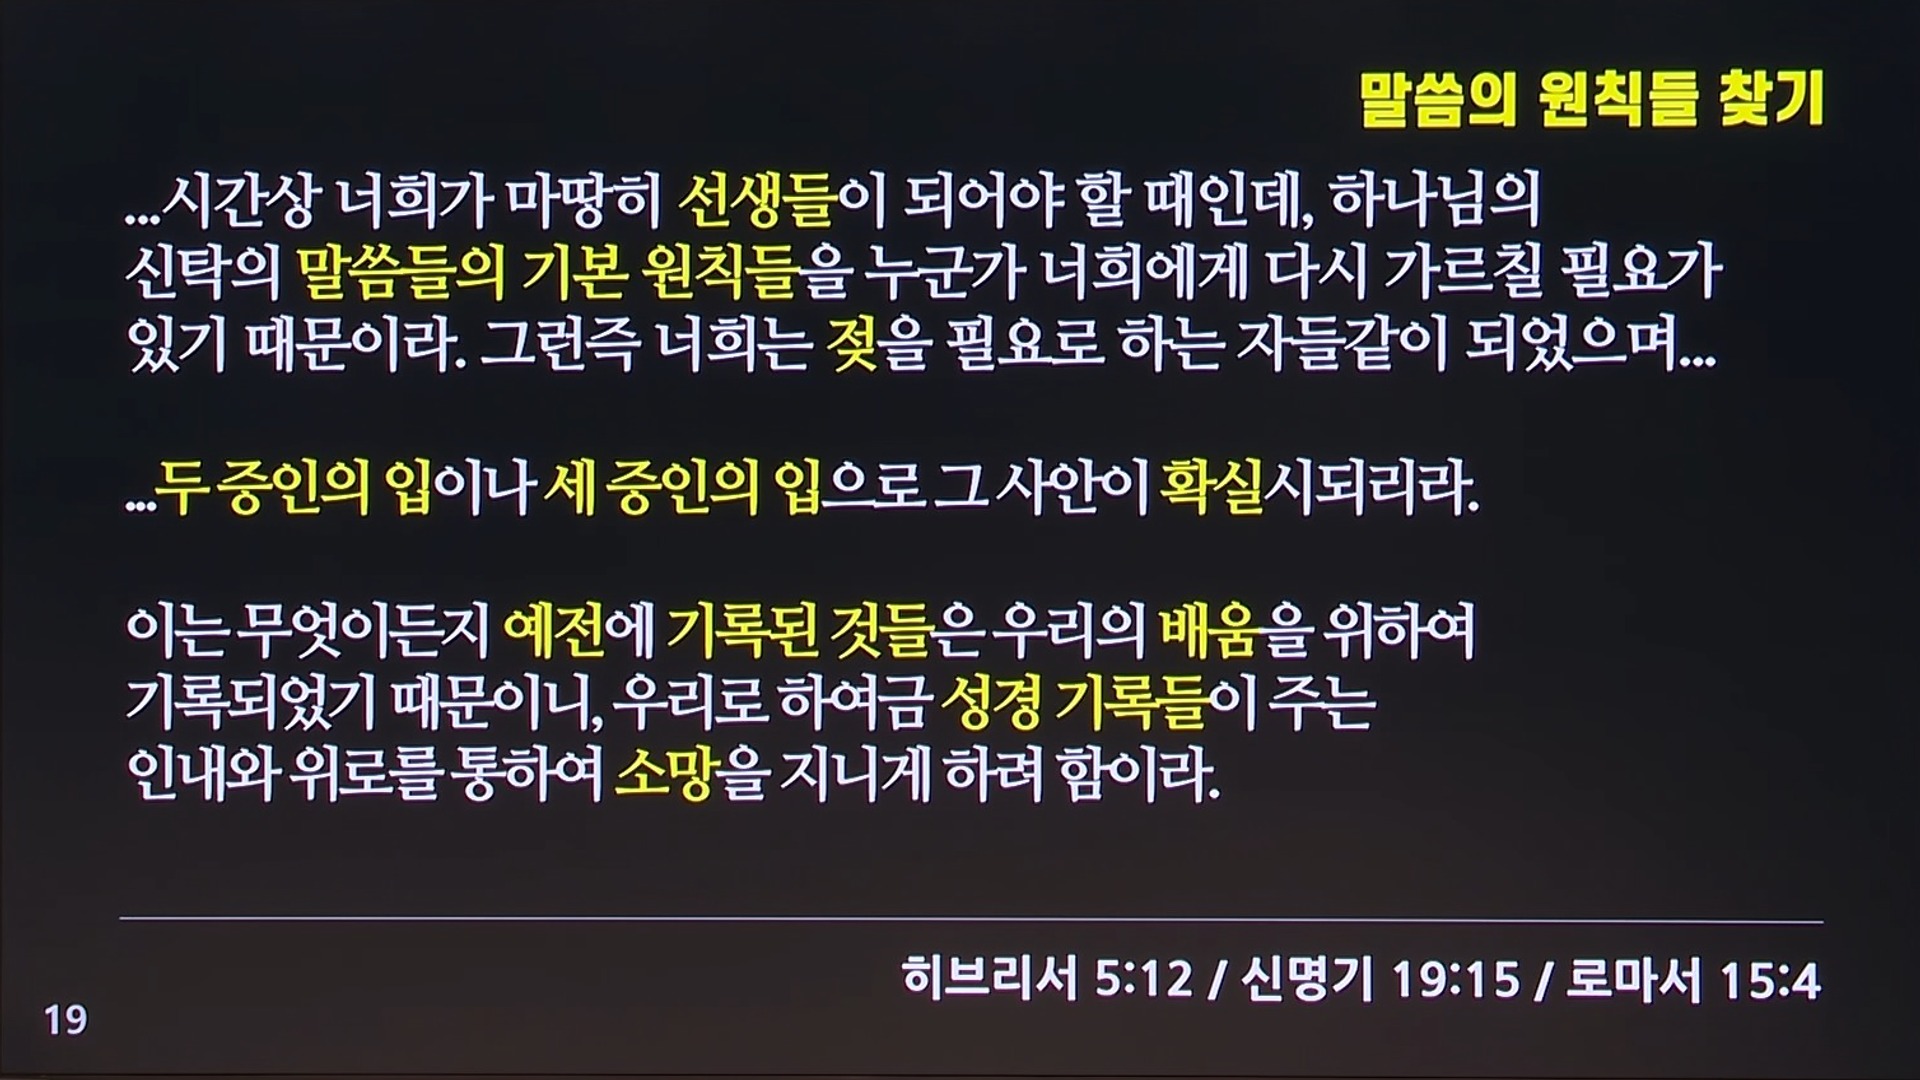 말씀의 원칙들 찾기
...시간상 너희가 마땅히 선생들이 되어야 할 때인데, 하나님의
신탁의 말씀들의 기본 원칙들을 누군가 너희에게 다시 가르칠 필요가
있기 때문이라. 그런즉 너희는 젖을 필요로 하는 자들같이 되었으며...
...두 증인의 입이나 세 증인의 입으로 그 사안이 확실시되리라.
이는 무엇이든지 예전에 기록된 것들은 우리의 배움을 위하여
기록되었기 때문이니, 우리로 하여금 성경 기록들이 주는
인내와 위로를 통하여 소망을 지니게 하려 함이라.
히브리서 5:12 / 신명기 19:15 / 로마서 15:4
19